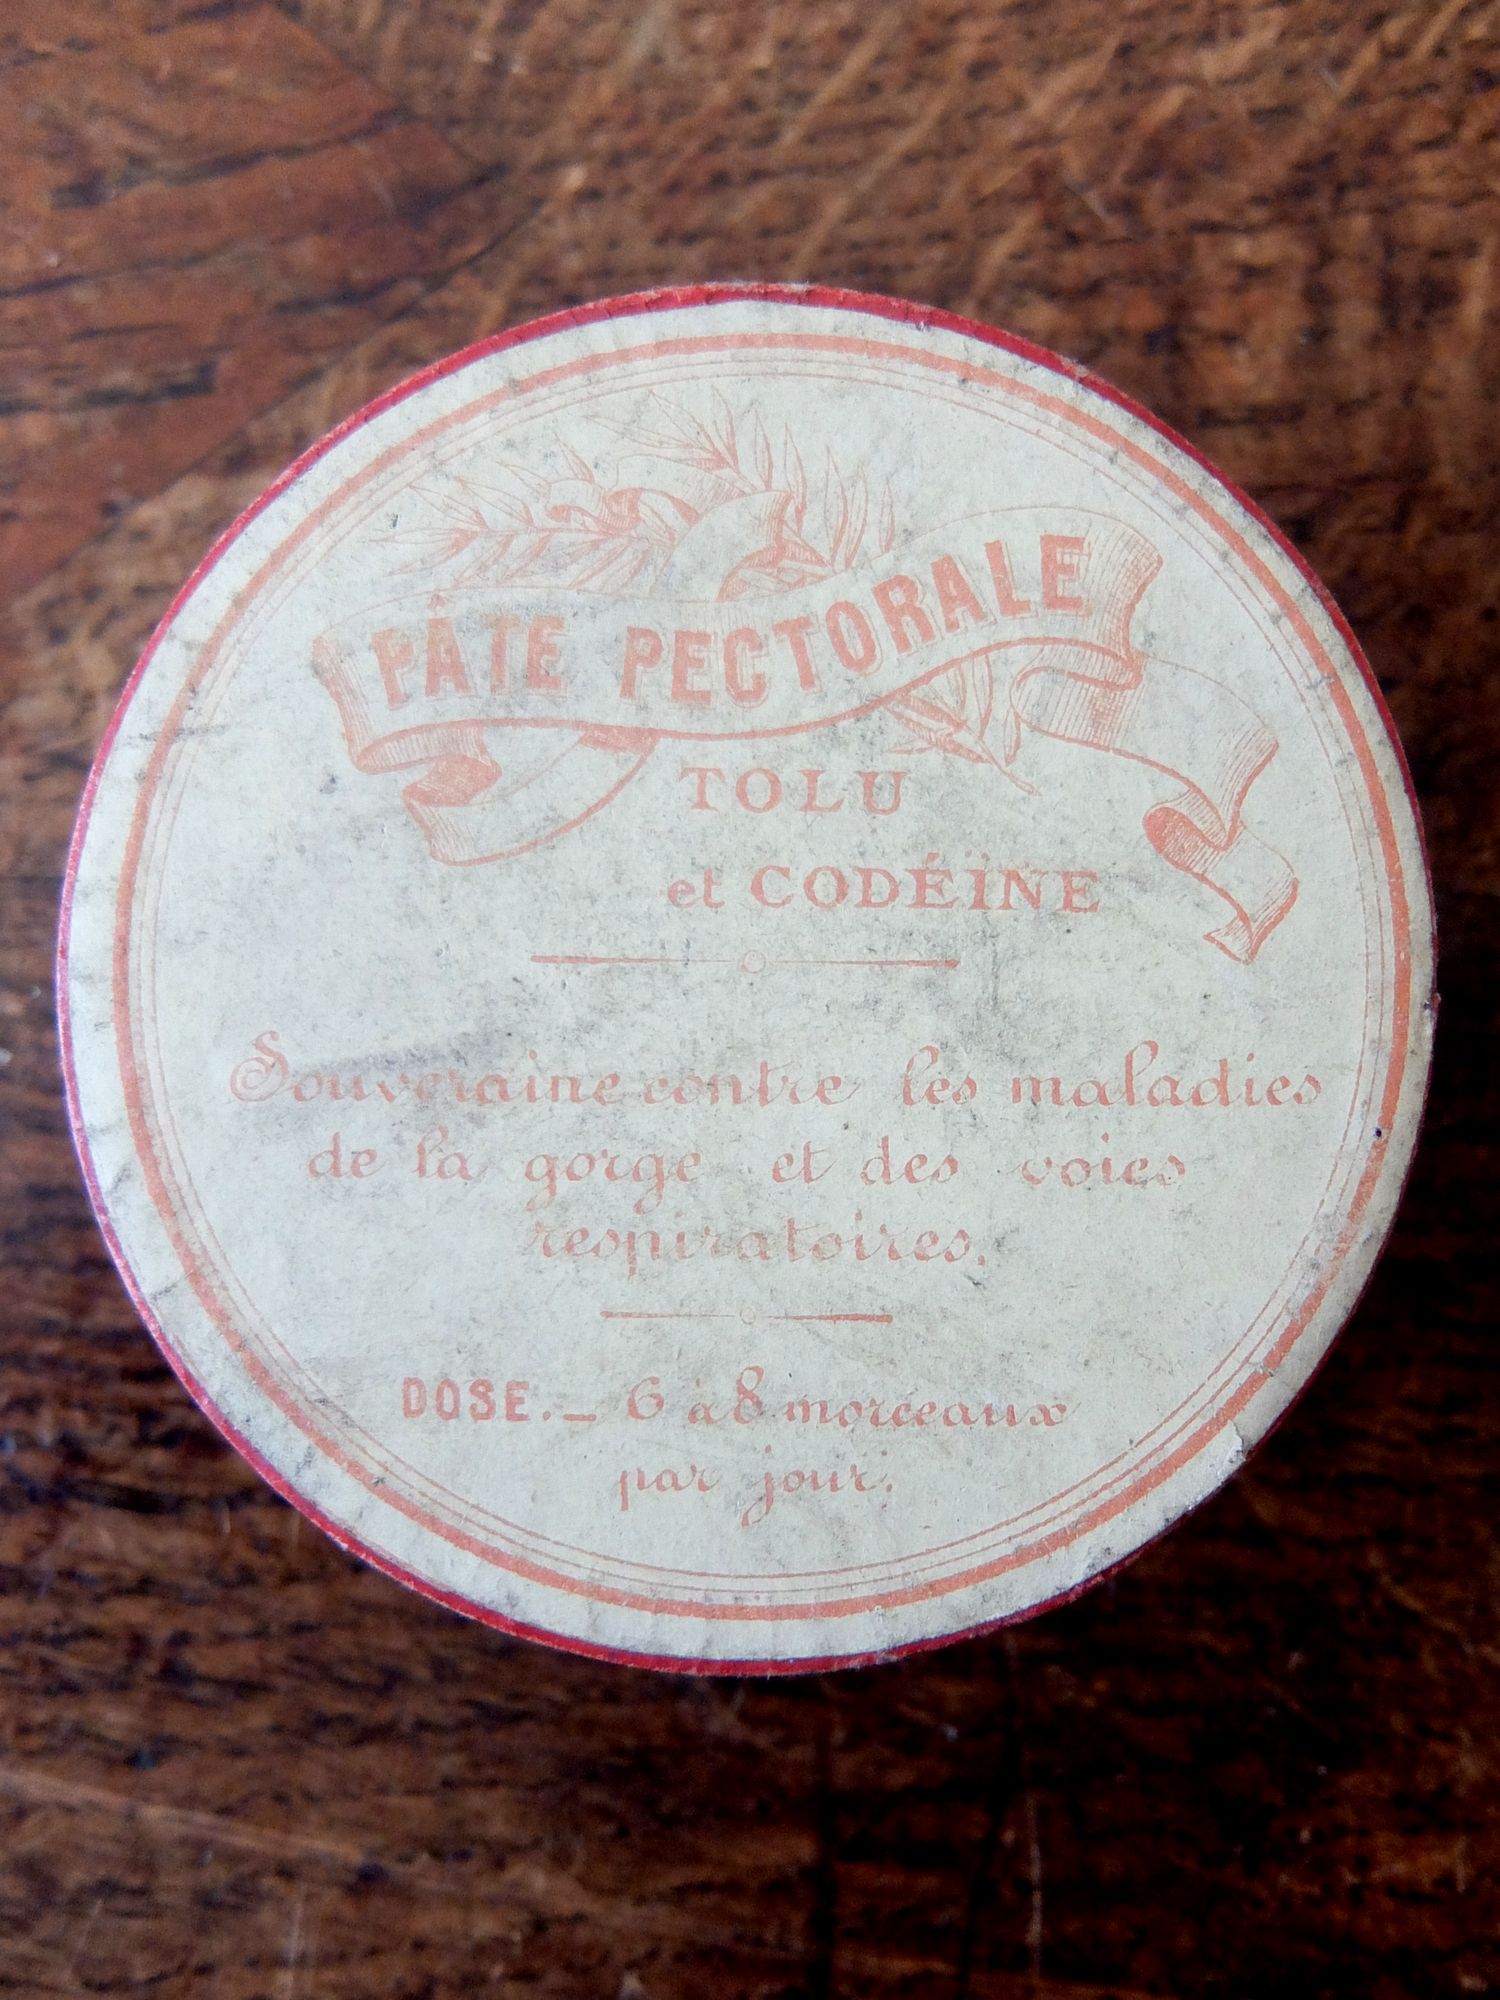 PÂTE PECTORALE
TOLU
et CODÉÏNE
Souveraine contre les maladies
de la gorge et des voies
respiratoires.
DOSE. – 6 à 8 morceaux
par jour.